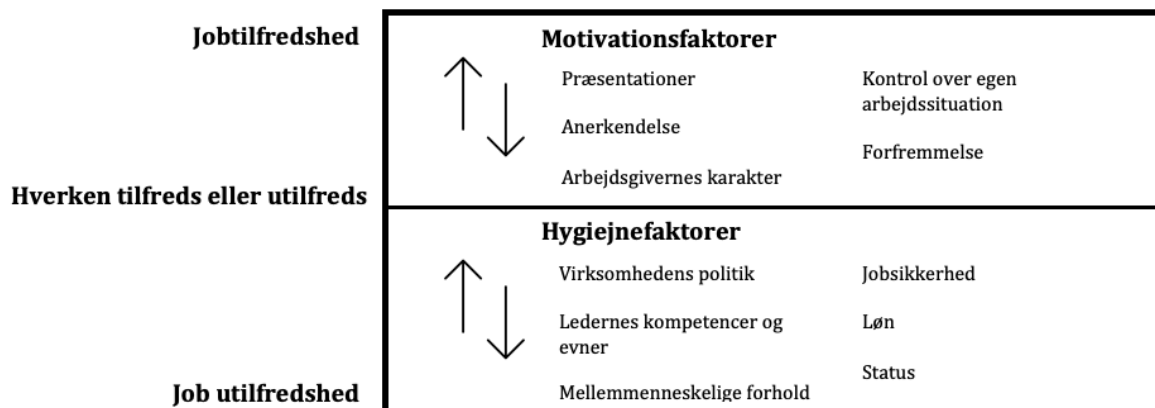 Jobtilfredshed
Motivationsfaktorer
Præsentationer
Kontrol over egen
arbejdssituation
Anerkendelse
Forfremmelse
Arbejdsgivernes karakter
Hverken tilfreds eller utilfreds
Hygiejnefaktorer
Virksomhedens politik
Jobsikkerhed
Ledernes kompetencer og
evner
Løn
Status
Mellemmenneskelige forhold
Job utilfredshed